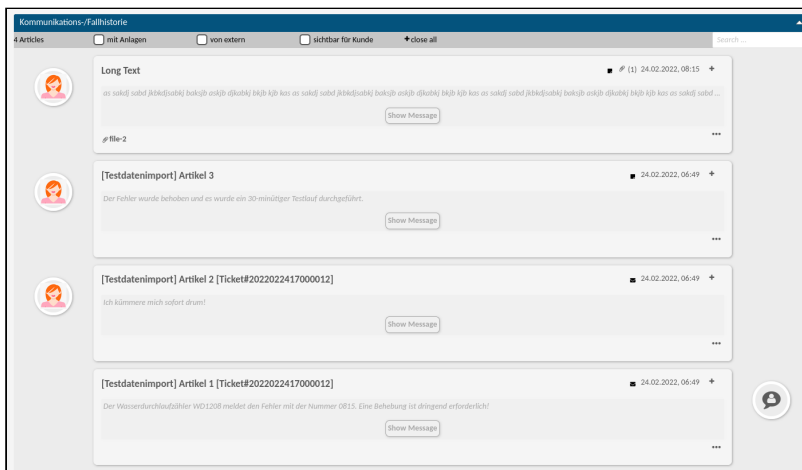 Kommunikations-/Fallhistorie
4 Articles mit Anlagen von extern sichtbar für Kunde +close all Search ...
Long Text (1) 24.02.2022, 08:15 +
as sakdj sabd jkbkdjsabkj baksjb askjb djkabkj bkjb kjb kas as sakdj sabd jkbkdjsabkj baksjb askjb djkabkj bkjb kjb kas as sakdj sabd jkbkdjsabkj baksjb askjb djkabkj bkjb kjb kas as sakdj sabd ...
Show Message
file-2
[Testdatenimport] Artikel 3 24.02.2022, 06:49 +
Der Fehler wurde behoben und es wurde ein 30-minütiger Testlauf durchgeführt.
Show Message
[Testdatenimport] Artikel 2 [Ticket#2022022417000012] 24.02.2022, 06:49 +
Ich kümmere mich sofort drum!
Show Message
[Testdatenimport] Artikel 1 [Ticket#2022022417000012] 24.02.2022, 06:49 +
Der Wasserdurchlaufzähler WD1208 meldet den Fehler mit der Nummer 0815. Eine Behebung ist dringend erforderlich!
Show Message